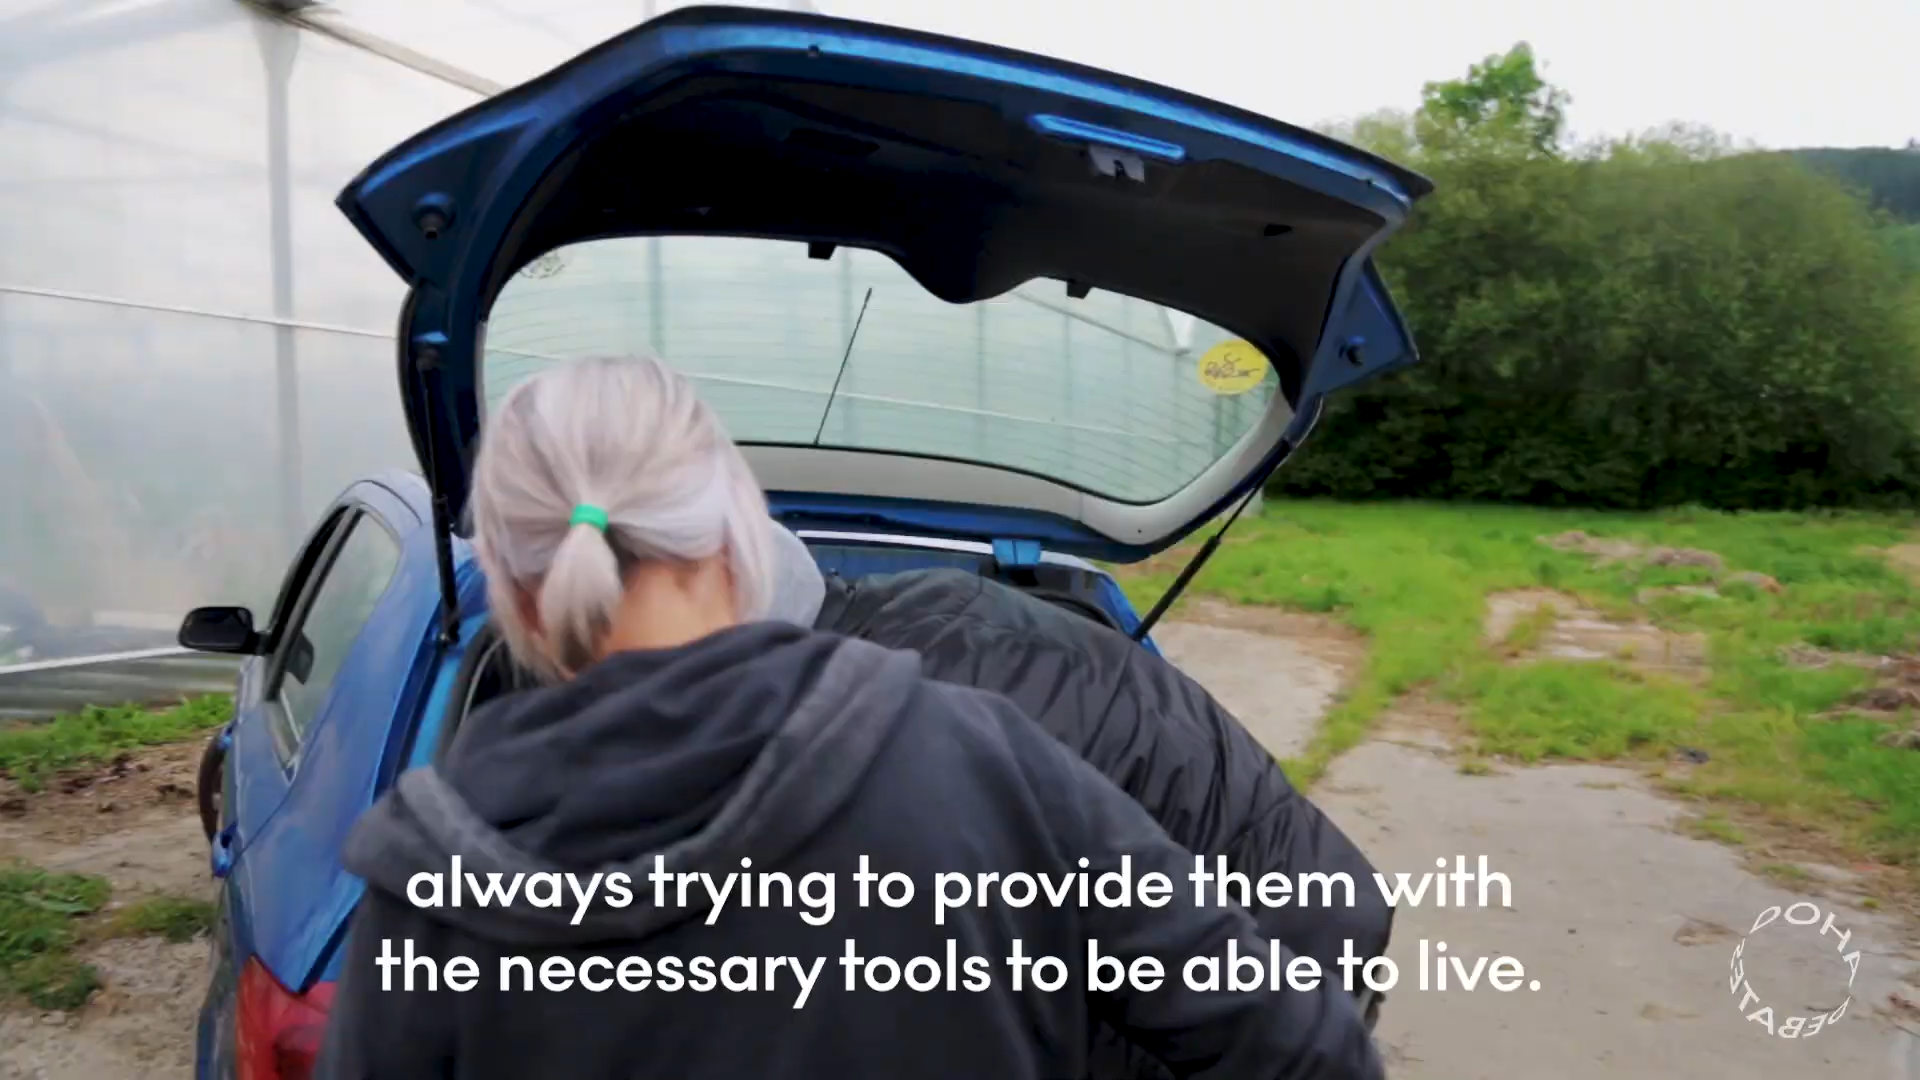 always trying to provide them with
the necessary tools to be able to live.
DOHA
DEBATES